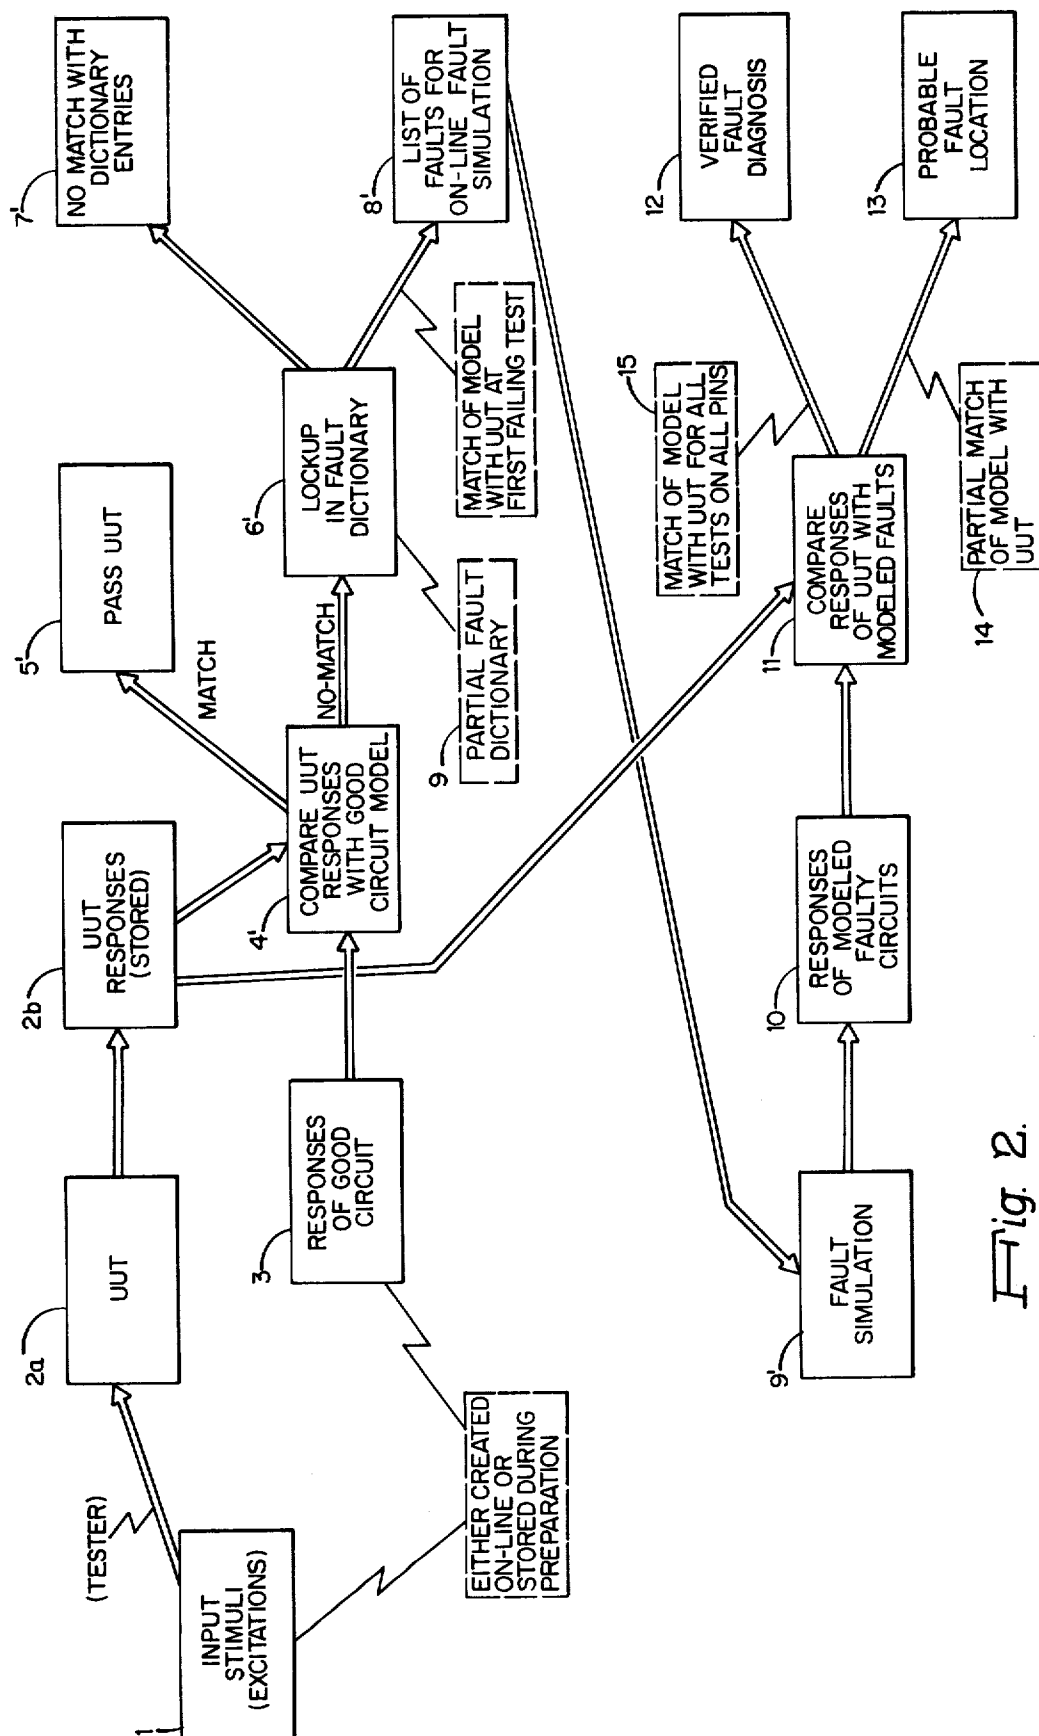 1
INPUT
STIMULI
(EXCITATIONS)
(TESTER)
2a
UUT
2b
UUT
RESPONSES
(STORED)
EITHER CREATED
ON-LINE OR
STORED DURING
PREPARATION
3
RESPONSES
OF GOOD
CIRCUIT
4'
COMPARE UUT
RESPONSES
WITH GOOD
CIRCUIT MODEL
MATCH
5'
PASS UUT
NO-MATCH
6'
LOCKUP
IN FAULT
DICTIONARY
9
PARTIAL FAULT
DICTIONARY
7'
NO MATCH WITH
DICTIONARY
ENTRIES
MATCH OF MODEL
WITH UUT AT
FIRST FAILING TEST
8'
LIST OF
FAULTS FOR
ON-LINE FAULT
SIMULATION
9'
FAULT
SIMULATION
10
RESPONSES
OF MODELED
FAULTY
CIRCUITS
11
COMPARE
RESPONSES
OF UUT WITH
MODELED FAULTS
15
MATCH OF MODEL
WITH UUT FOR ALL
TESTS ON ALL PINS
12
VERIFIED
FAULT
DIAGNOSIS
14
PARTIAL MATCH
OF MODEL WITH
UUT
13
PROBABLE
FAULT
LOCATION
Fig. 2.